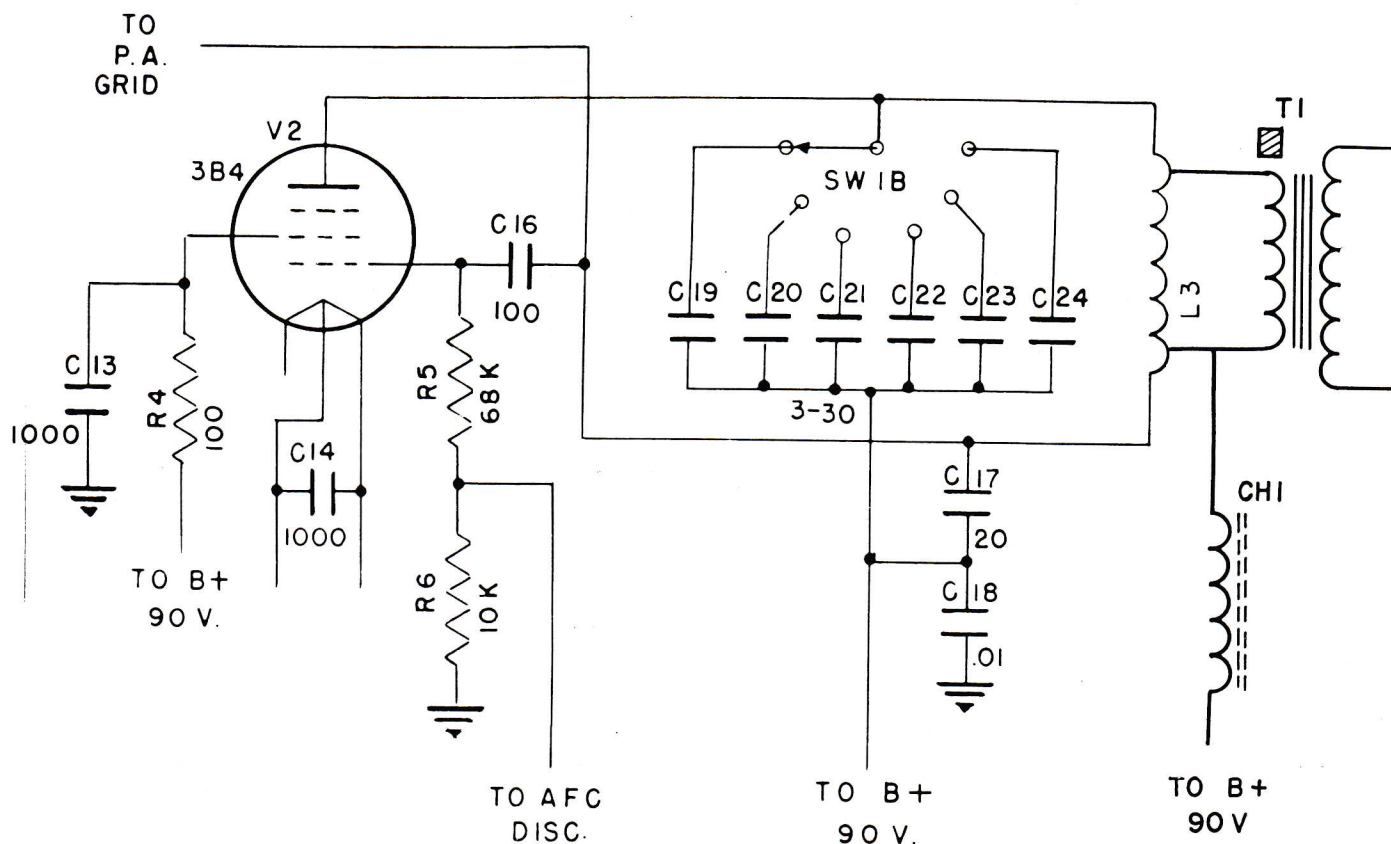 TO
P.A.
GRID
V2
3B4
C16
100
C13
1000
R4
100
TO B+
90 V.
C14
1000
R5
68K
R6
10K
TO AFC
DISC.
SW1B
C19
C20
C21
C22
C23
C24
3-30
C17
20
C18
.01
TO B+
90 V.
L3
T1
CH1
TO B+
90V